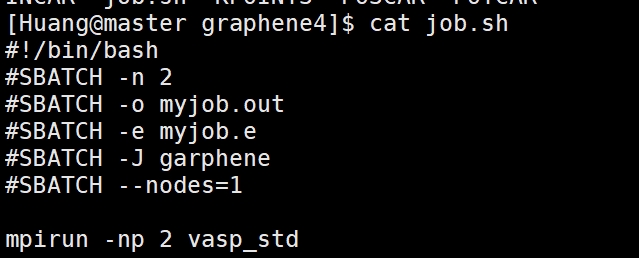 INCAR job.sh KPOINTS POSCAR POTCAR
[Huang@master graphene4]$ cat job.sh
#!/bin/bash
#SBATCH -n 2
#SBATCH -o myjob.out
#SBATCH -e myjob.e
#SBATCH -J garphene
#SBATCH --nodes=1
mpirun -np 2 vasp_std